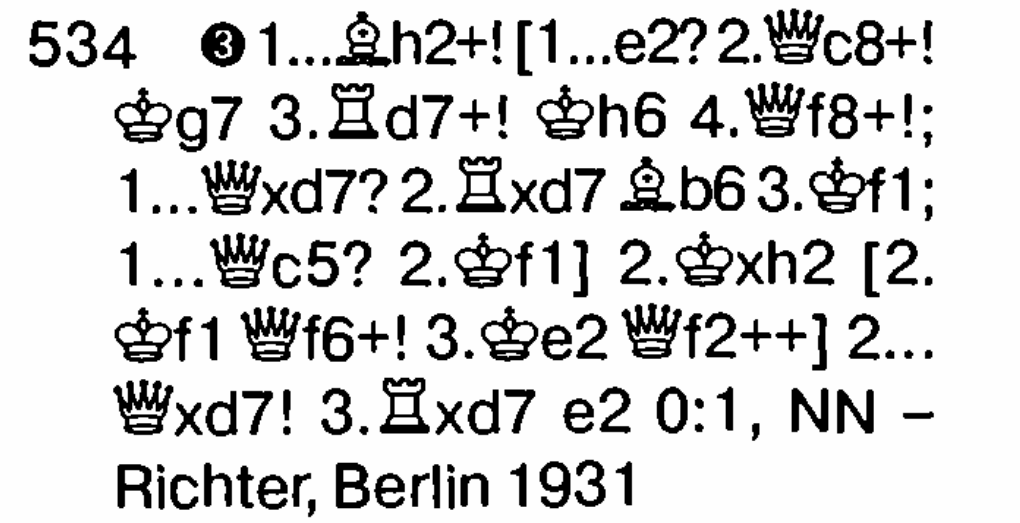 534 ❸ 1...♗h2+! [1...e2? 2.♕c8+!
♔g7 3.♖d7+! ♔h6 4.♕f8+!;
1...♕xd7? 2.♖xd7 ♗b6 3.♔f1;
1...♕c5? 2.♔f1] 2.♔xh2 [2.
♔f1 ♕f6+! 3.♔e2 ♕f2++] 2...
♕xd7! 3.♖xd7 e2 0:1, NN –
Richter, Berlin 1931